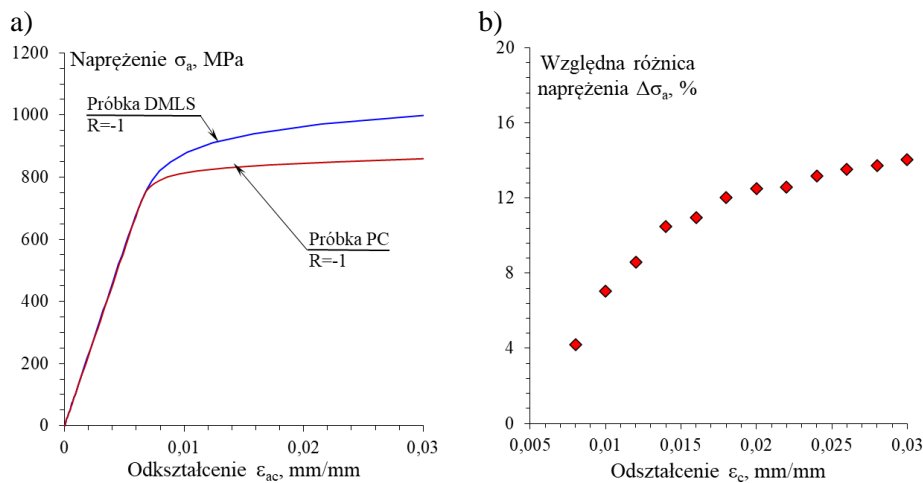 a)
Naprężenie σa, MPa
1200
1000
800
600
400
200
0
Próbka DMLS
R=-1
Próbka PC
R=-1
0
0,01
0,02
0,03
Odkształcenie εac, mm/mm
b)
Względna różnica
naprężenia Δσa, %
20
16
12
8
4
0
0,005
0,01
0,015
0,02
0,025
0,03
Odszłcenie εc, mm/mm